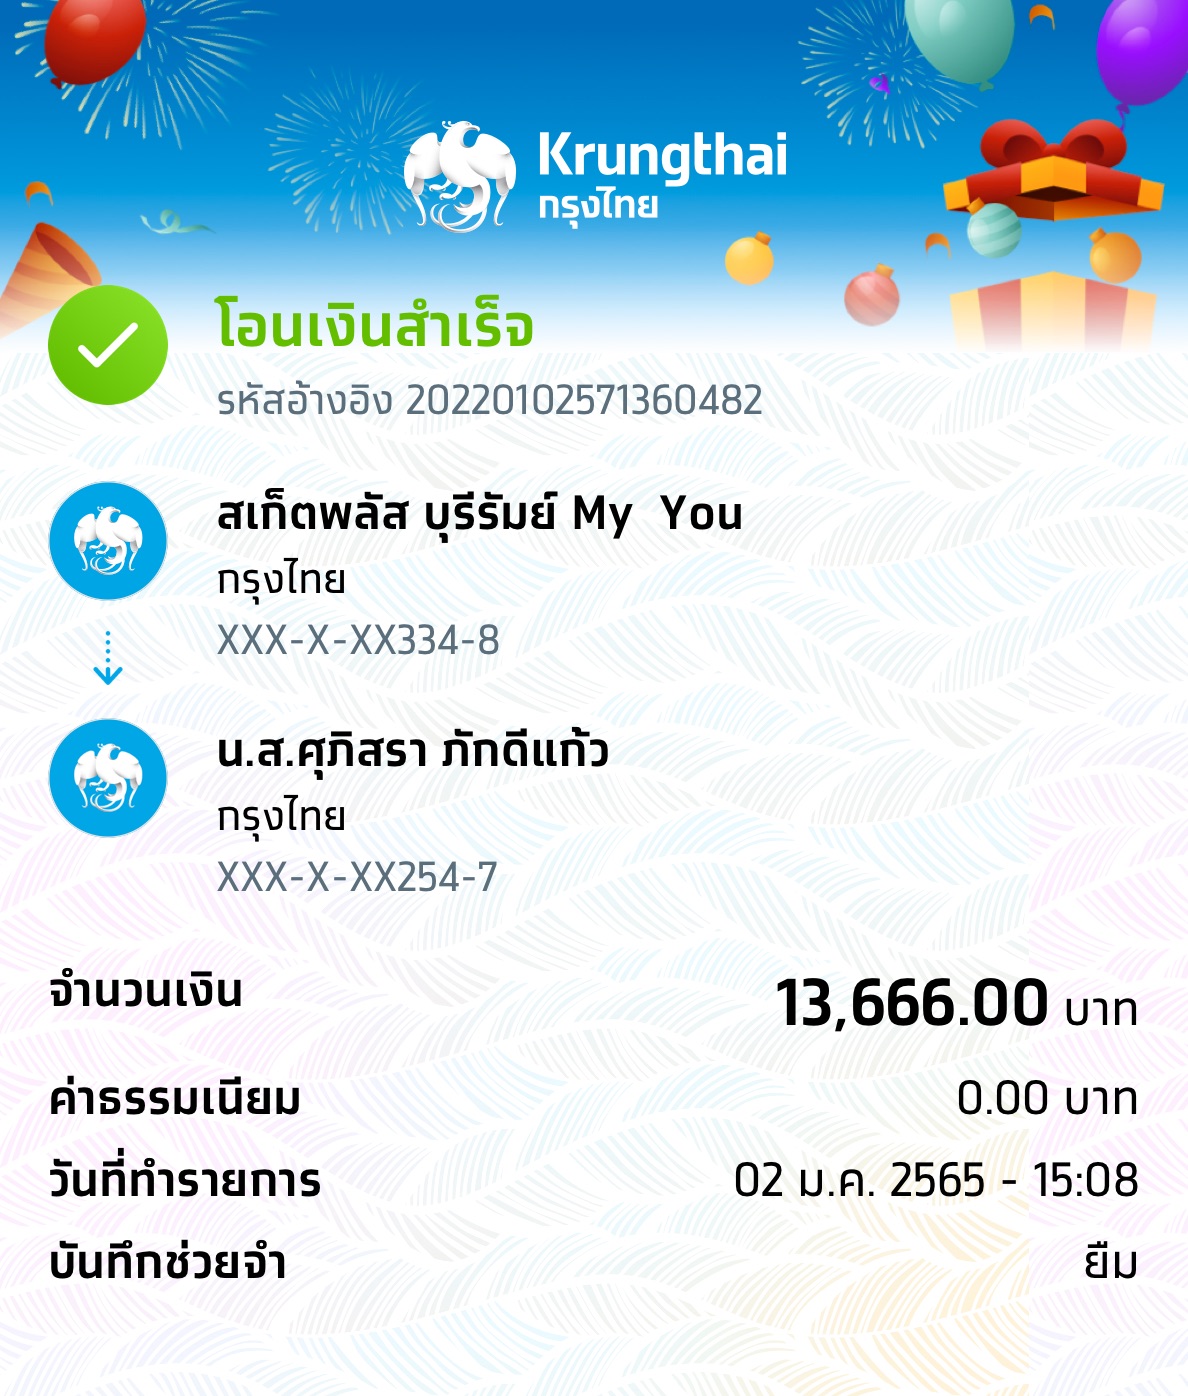 Krungthai
กรุงไทย
โอนเงินสำเร็จ
รหัสอ้างอิง 20220102571360482
สเก็ตพลัส บุรีรัมย์ My  You
กรุงไทย
XXX-X-XX334-8
น.ส.ศุภิสรา ภักดีแก้ว
กรุงไทย
XXX-X-XX254-7
จำนวนเงิน 13,666.00 บาท
ค่าธรรมเนียม 0.00 บาท
วันที่ทำรายการ 02 ม.ค. 2565 - 15:08
บันทึกช่วยจำ ยืม